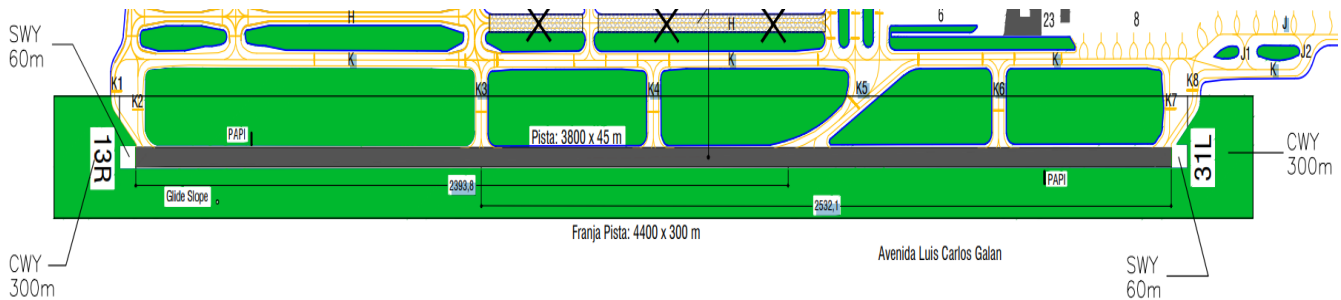 SWY
60m
H
H
6
23
8
J
J1
J2
K
K
K
K
K1
K2
K3
K4
K5
K6
K7
K8
PAPI
Pista: 3800 x 45 m
13R
31L
CWY
300m
2393,8
PAPI
Glide Slope
2532,1
Franja Pista: 4400 x 300 m
Avenida Luis Carlos Galan
CWY
300m
SWY
60m